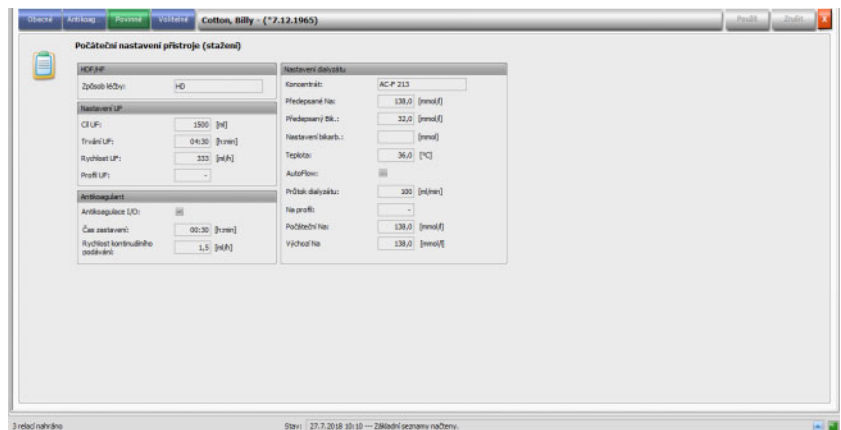 Obecné Antikoag. Povinné Volitelné Cotton, Billy - (*7.12.1965) Použít Zrušit X
Počáteční nastavení přístroje (stažení)
HDF/HF
Způsob léčby: HD
Nastavení UF
Cíl UF: 1500 [ml]
Trvání UF: 04:30 [h:min]
Rychlost UF: 333 [ml/h]
Profil UF: -
Antikoagulant
Antikoagulace I/O:
Čas zastavení: 00:30 [h:min]
Rychlost kontinuálního
podávání: 1,5 [ml/h]
Nastavení dialyzátu
Koncentrát: AC-F 213
Předepsané Na: 138,0 [mmol/l]
Předepsaný Bik.: 32,0 [mmol/l]
Nastavení bikarb.: [mmol]
Teplota: 36,0 [°C]
AutoFlow:
Průtok dialyzátu: 100 [ml/min]
Na profil: -
Počáteční Na: 138,0 [mmol/l]
Výchozí Na 138,0 [mmol/l]
3 relací nahráno Stav: 27.7.2018 10:10 --- Základní seznamy načteny.